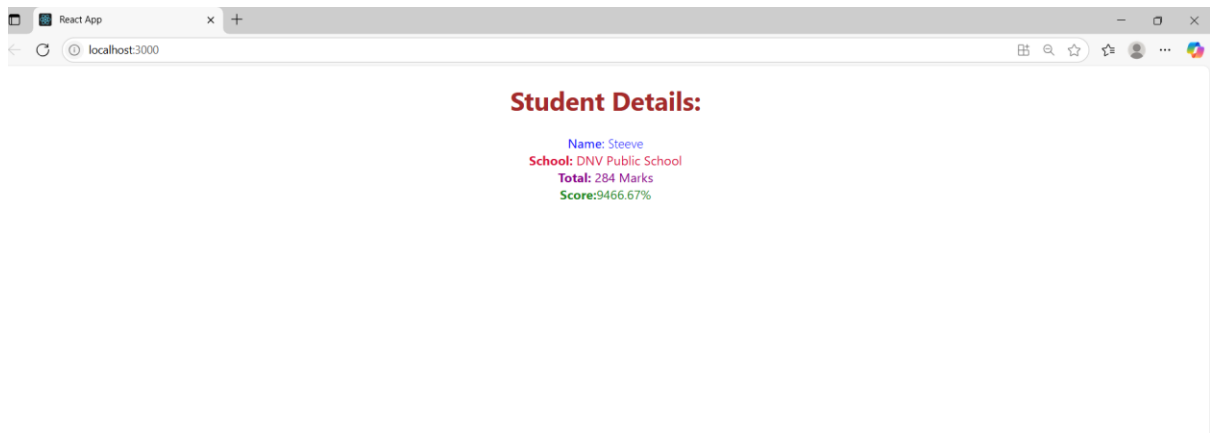 React App
localhost:3000
Student Details:
Name: Steeve
School: DNV Public School
Total: 284 Marks
Score:9466.67%